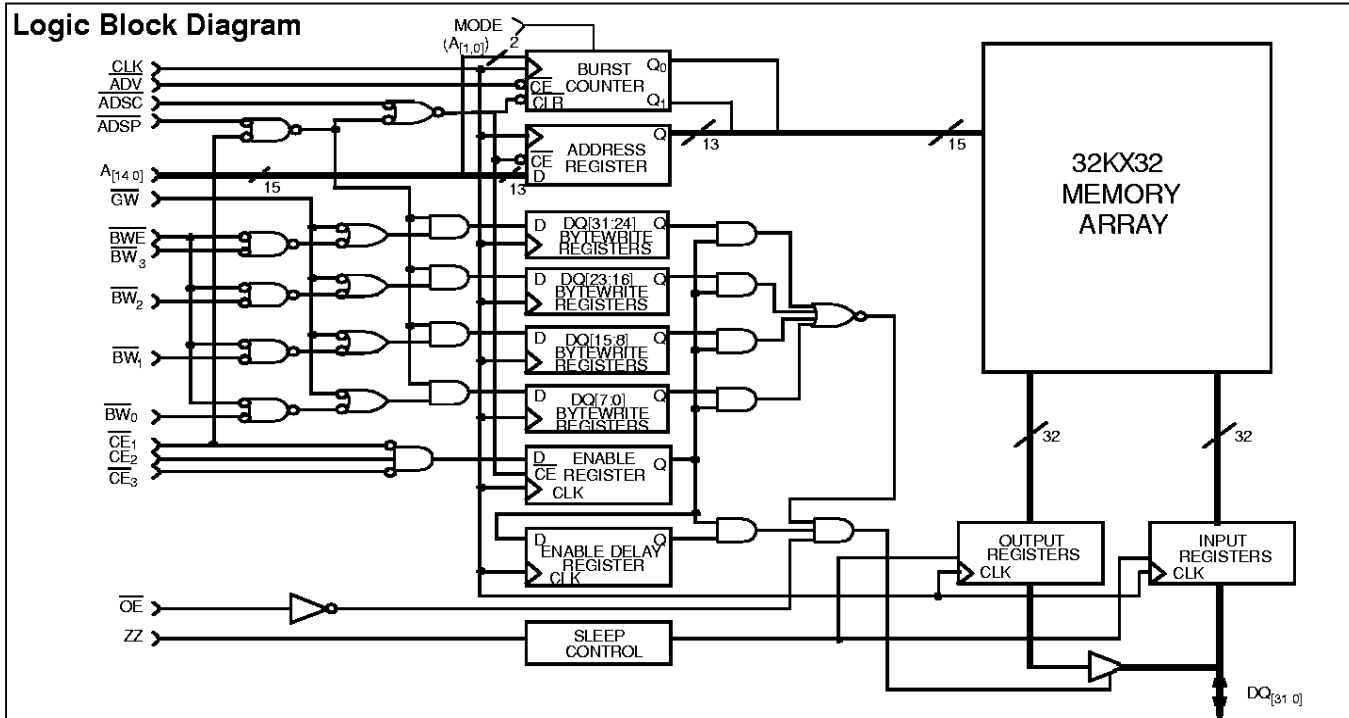 Logic Block Diagram
MODE
(A[1,0])
2
CLK
ADV
ADSC
ADSP
A[14 0]
15
13
GW
BWE
BW3
BW2
BW1
BW0
CE1
CE2
CE3
OE
ZZ
BURST
COUNTER
CE
CLR
Q0
Q1
ADDRESS
REGISTER
CE
D
Q
13
15
D
DQ[31:24]
BYTEWRITE
REGISTERS
Q
D
DQ[23:16]
BYTEWRITE
REGISTERS
Q
D
DQ[15:8]
BYTEWRITE
REGISTERS
Q
D
DQ[7:0]
BYTEWRITE
REGISTERS
Q
D
ENABLE
REGISTER
Q
CE
CLK
D
ENABLE DELAY
REGISTER
Q
CLK
SLEEP
CONTROL
32KX32
MEMORY
ARRAY
32
32
OUTPUT
REGISTERS
CLK
INPUT
REGISTERS
CLK
DQ[31 0]